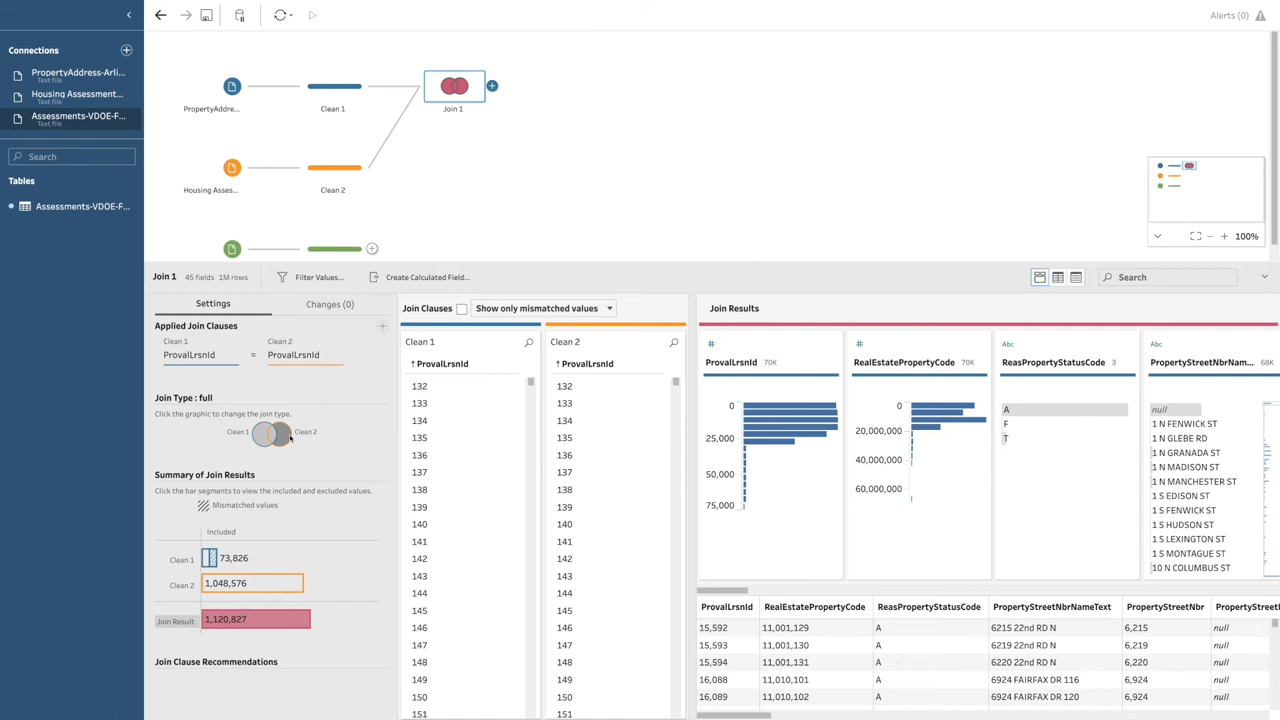 Alerts (0)
Connections
PropertyAddress-Arli...
Text file
Housing Assessment...
Text file
Assessments-VDOE-F...
Text file
Search
Tables
Assessments-VDOE-F...
PropertyAddre...
Clean 1
Join 1
Housing Asses...
Clean 2
100%
Join 1 45 fields 1M rows
Filter Values...
Create Calculated Field...
Search
Settings
Changes (0)
Applied Join Clauses
Clean 1 Clean 2
ProvalLrsnId = ProvalLrsnId
Join Type : full
Click the graphic to change the join type.
Clean 1 Clean 2
Summary of Join Results
Click the bar segments to view the included and excluded values.
Mismatched values
Included
Clean 1 73,826
Clean 2 1,048,576
Join Result 1,120,827
Join Clause Recommendations
Join Clauses Show only mismatched values
Clean 1
ProvalLrsnId
132
133
134
135
136
137
138
139
140
141
142
143
144
145
146
147
148
149
150
151
Clean 2
ProvalLrsnId
132
133
134
135
136
137
138
139
140
141
142
143
144
145
146
147
148
149
150
151
Join Results
#
ProvalLrsnId 70K
0
25,000
50,000
75,000
#
RealEstatePropertyCode 70K
0
20,000,000
40,000,000
60,000,000
Abc
ReasPropertyStatusCode 3
A
F
T
Abc
PropertyStreetNbrNam... 68K
null
1 N FENWICK ST
1 N GLEBE RD
1 N GRANADA ST
1 N MADISON ST
1 N MANCHESTER ST
1 S EDISON ST
1 S FENWICK ST
1 S HUDSON ST
1 S LEXINGTON ST
1 S MONTAGUE ST
10 N COLUMBUS ST
ProvalLrsnId RealEstatePropertyCode ReasPropertyStatusCode PropertyStreetNbrNameText PropertyStreetNbr PropertyStreetN
15,592 11,001,129 A 6215 22nd RD N 6,215 null
15,593 11,001,130 A 6219 22nd RD N 6,219 null
15,594 11,001,131 A 6220 22nd RD N 6,220 null
16,088 11,010,101 A 6924 FAIRFAX DR 116 6,924 null
16,089 11,010,102 A 6924 FAIRFAX DR 120 6,924 null